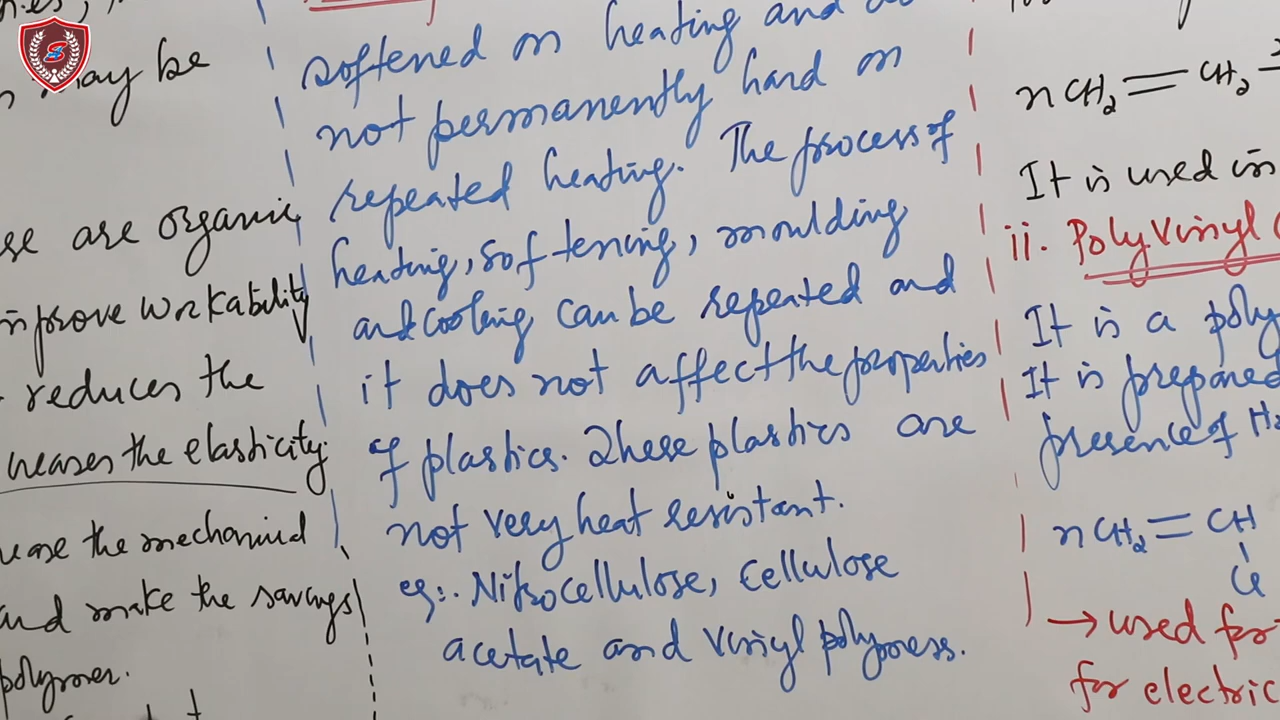 may be
se are organic
improve workability
reduces the
creases the elasticity.
the mechanical
and make the savings
polymer.
softened on heating and
not permanently hard on
repeated heating. The process of
heating, softening, moulding
and cooling can be repeated and
it does not affect the properties
of plastics. These plastics are
not very heat resistant.
eg:. Nitrocellulose, cellulose
acetate and vinyl polymers.
nCH2=CH2
It is used in
ii. Polyvinyl
It is a poly
It is prepared
presence of H2
nCH2=CH
Cl
→ used for
for electric